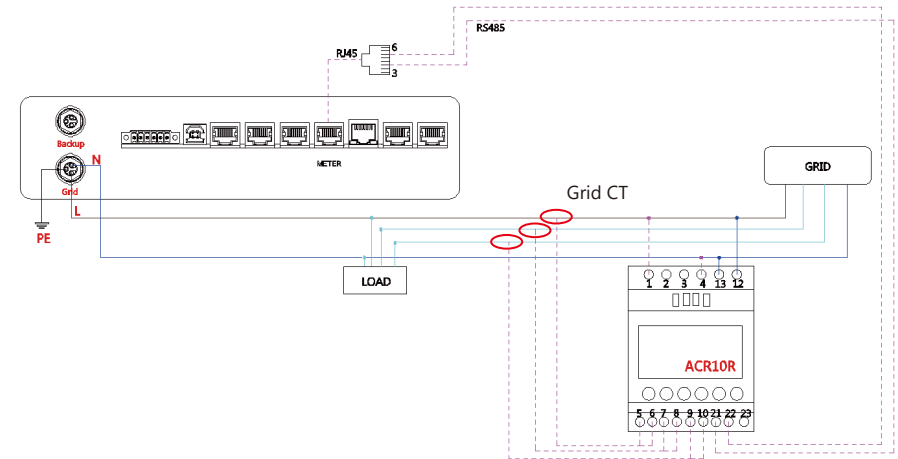 RS485
RJ45
6
3
Backup
N
METER
Grid
L
PE
GRID
Grid CT
LOAD
1 2 3 4 13 12
ACR10R
5 6 7 8 9 10 21 22 23